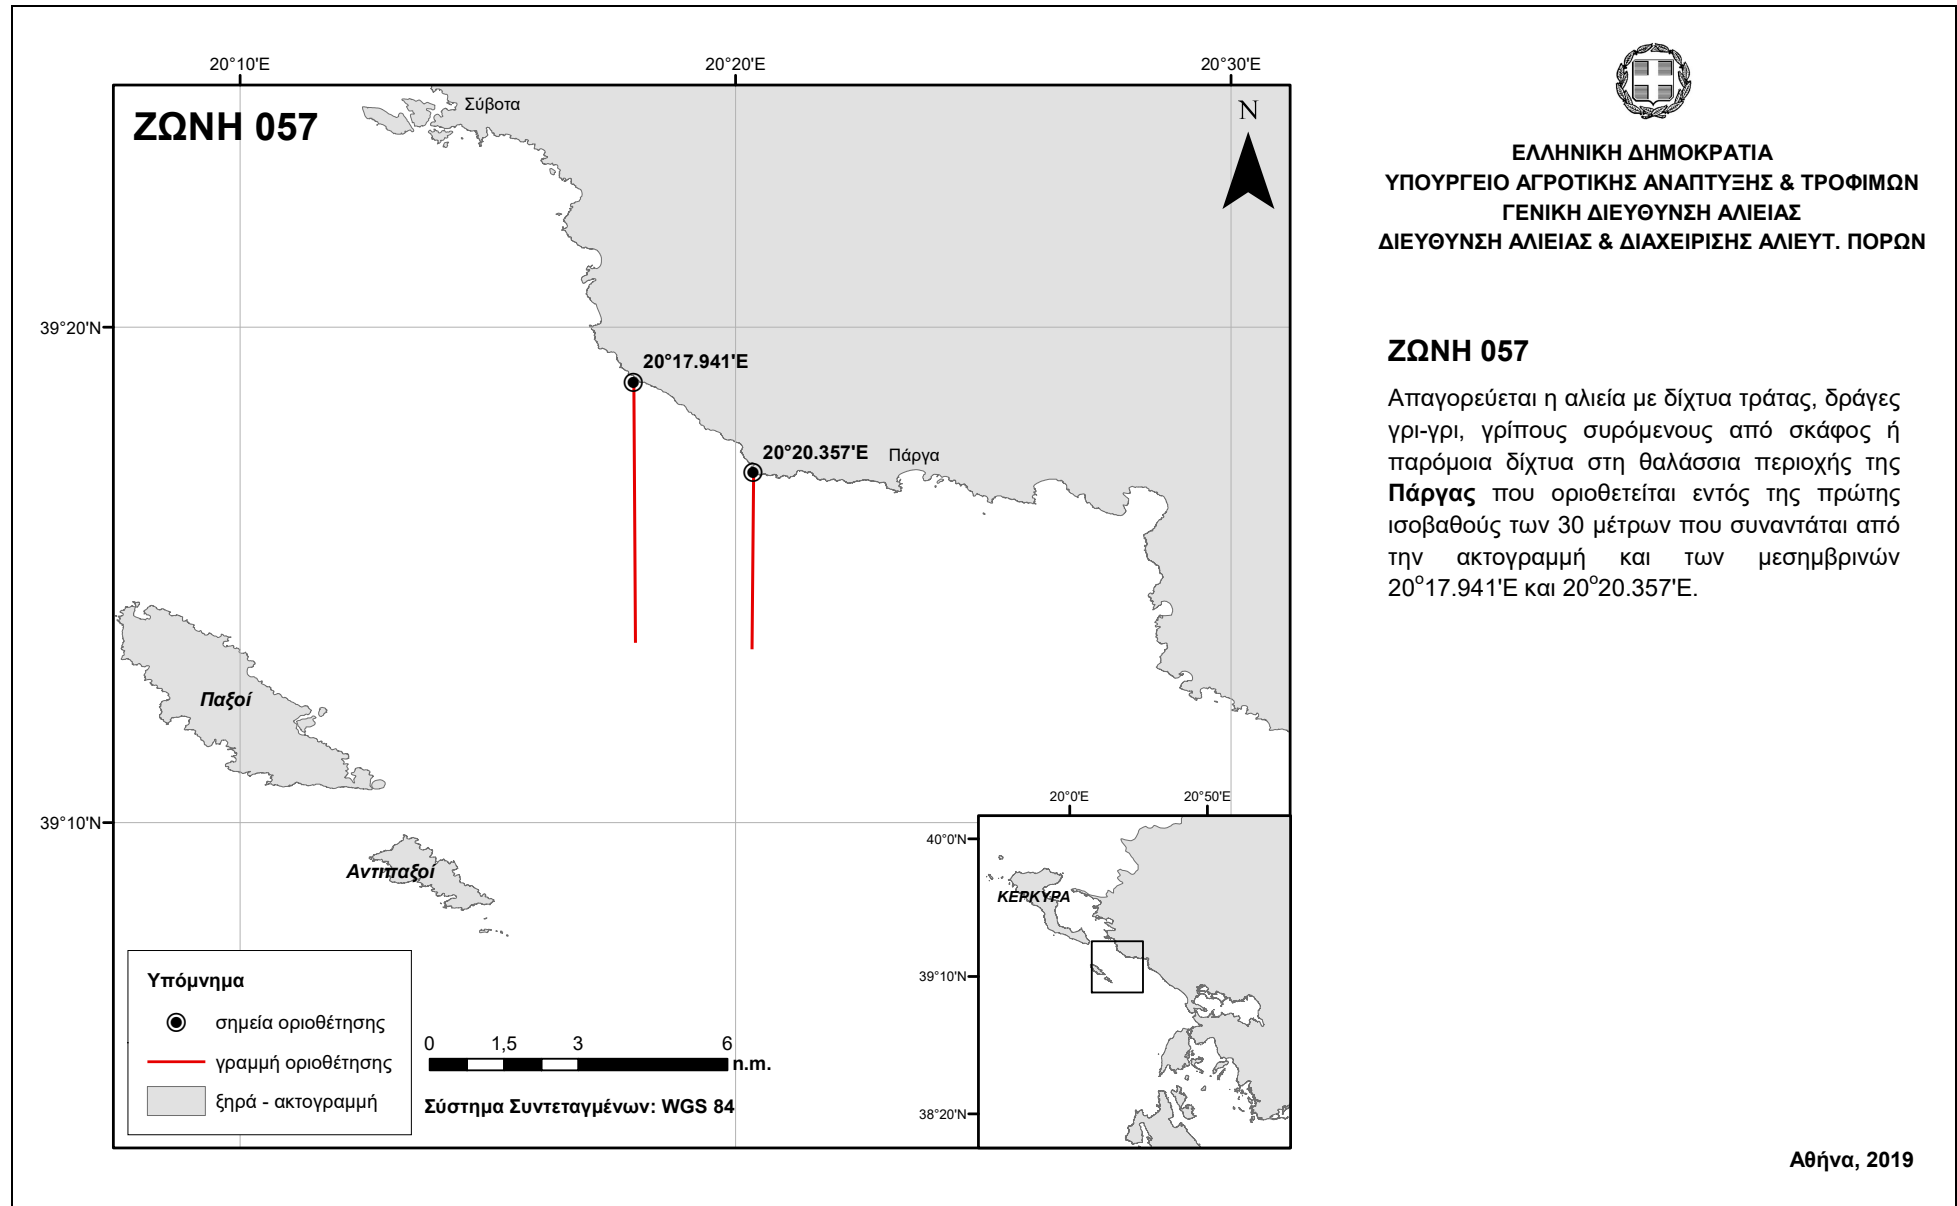 20°10'E
20°20'E
20°30'E
ΖΩΝΗ 057
Σύβοτα
N
39°20'N
20°17.941'E
20°20.357'E
Πάργα
Παξοί
39°10'N
Αντιπαξοί
Υπόμνημα
σημεία οριοθέτησης
γραμμή οριοθέτησης
ξηρά - ακτογραμμή
0 1,5 3 6
n.m.
Σύστημα Συντεταγμένων: WGS 84
20°0'E
20°50'E
40°0'N
ΚΕΡΚΥΡΑ
39°10'N
38°20'N
ΕΛΛΗΝΙΚΗ ΔΗΜΟΚΡΑΤΙΑ
ΥΠΟΥΡΓΕΙΟ ΑΓΡΟΤΙΚΗΣ ΑΝΑΠΤΥΞΗΣ & ΤΡΟΦΙΜΩΝ
ΓΕΝΙΚΗ ΔΙΕΥΘΥΝΣΗ ΑΛΙΕΙΑΣ
ΔΙΕΥΘΥΝΣΗ ΑΛΙΕΙΑΣ & ΔΙΑΧΕΙΡΙΣΗΣ ΑΛΙΕΥΤ. ΠΟΡΩΝ
ΖΩΝΗ 057
Απαγορεύεται η αλιεία με δίχτυα τράτας, δράγες
γρι-γρι, γρίπους συρόμενους από σκάφος ή
παρόμοια δίχτυα στη θαλάσσια περιοχής της
Πάργας που οριοθετείται εντός της πρώτης
ισοβαθούς των 30 μέτρων που συναντάται από
την ακτογραμμή και των μεσημβρινών
20°17.941'E και 20°20.357'E.
Αθήνα, 2019